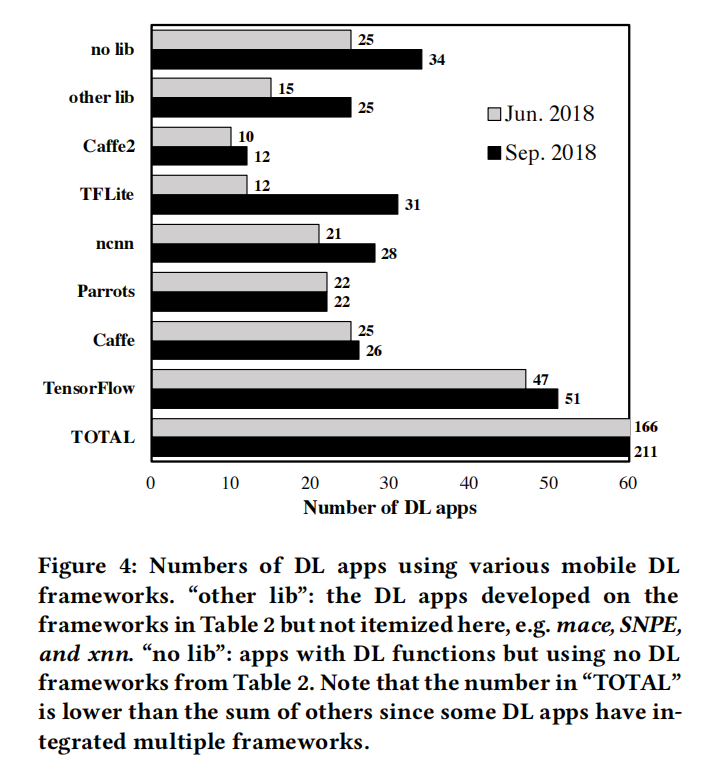 no lib
25
34
other lib
15
25
Jun. 2018
Sep. 2018
Caffe2
10
12
TFLite
12
31
ncnn
21
28
Parrots
22
22
Caffe
25
26
TensorFlow
47
51
TOTAL
166
211
0 10 20 30 40 50 60
Number of DL apps
Figure 4: Numbers of DL apps using various mobile DL
frameworks. “other lib”: the DL apps developed on the
frameworks in Table 2 but not itemized here, e.g. mace, SNPE,
and xnn. “no lib”: apps with DL functions but using no DL
frameworks from Table 2. Note that the number in “TOTAL”
is lower than the sum of others since some DL apps have in-
tegrated multiple frameworks.